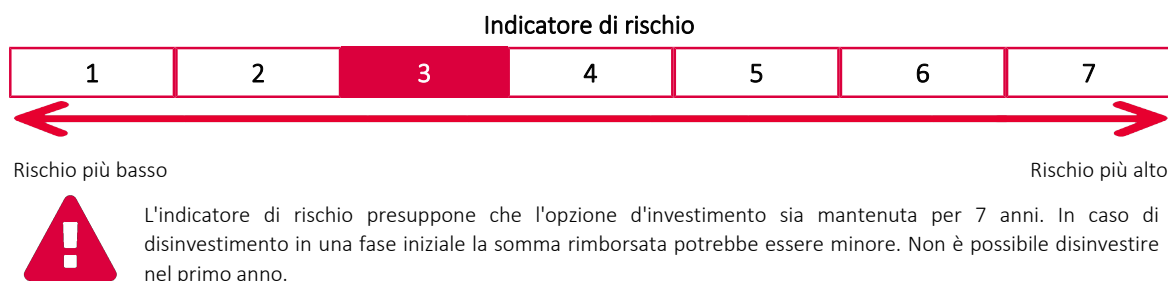 Indicatore di rischio
1 2 3 4 5 6 7
Rischio più basso Rischio più alto
L'indicatore di rischio presuppone che l'opzione d'investimento sia mantenuta per 7 anni. In caso di
disinvestimento in una fase iniziale la somma rimborsata potrebbe essere minore. Non è possibile disinvestire
nel primo anno.